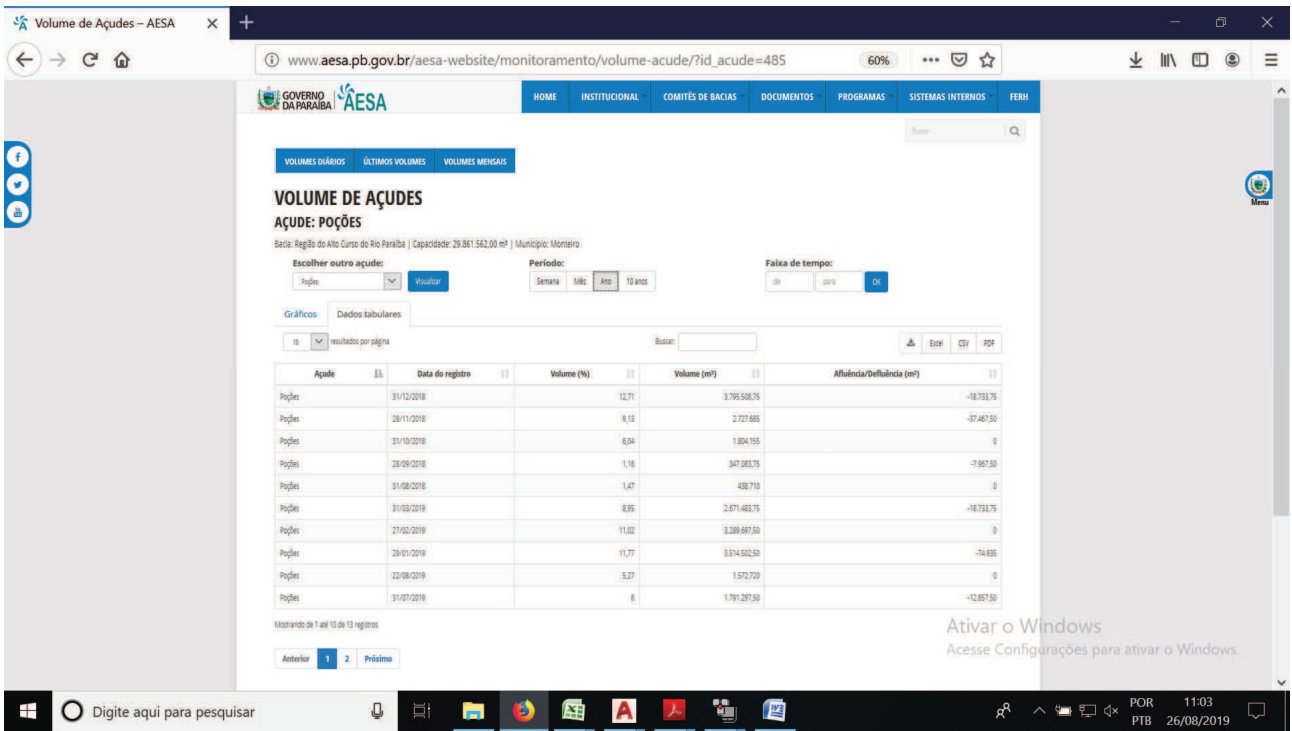 Volume de Açudes – AESA
www.aesa.pb.gov.br/aesa-website/monitoramento/volume-acude/?id_acude=485
60%
GOVERNO DA PARAÍBA
AESA
HOME INSTITUCIONAL COMITÊS DE BACIAS DOCUMENTOS PROGRAMAS SISTEMAS INTERNOS FERH
Buscar
VOLUMES DIÁRIOS ÚLTIMOS VOLUMES VOLUMES MENSAIS
Menu
VOLUME DE AÇUDES
AÇUDE: POÇÕES
Bacia: Região do Alto Curso do Rio Paraíba | Capacidade: 29.861.562,00 m³ | Município: Monteiro
Escolher outro açude: Período: Faixa de tempo:
Poções Visualizar Semana Mês Ano 10 anos de para OK
Gráficos Dados tabulares
10 resultados por página Buscar: Excel CSV PDF
Açude Data do registro Volume (%) Volume (m³) Afluência/Defluência (m³)
Poções 31/12/2018 12,71 3.795.508,75 -18.733,75
Poções 28/11/2018 9,13 2.727.685 -37.467,50
Poções 31/10/2018 6,04 1.804.155 0
Poções 28/09/2018 1,16 347.083,75 -7.967,50
Poções 31/08/2018 1,47 438.710 0
Poções 31/03/2019 8,95 2.671.483,75 -18.733,75
Poções 27/02/2019 11,02 3.289.697,50 0
Poções 29/01/2019 11,77 3.514.502,50 -74.935
Poções 22/08/2019 5,27 1.572.720 0
Poções 31/07/2019 6 1.791.297,50 -12.857,50
Mostrando de 1 até 10 de 13 registros
Anterior 1 2 Próximo
Ativar o Windows
Acesse Configurações para ativar o Windows.
Digite aqui para pesquisar
POR 11:03
PTB 26/08/2019